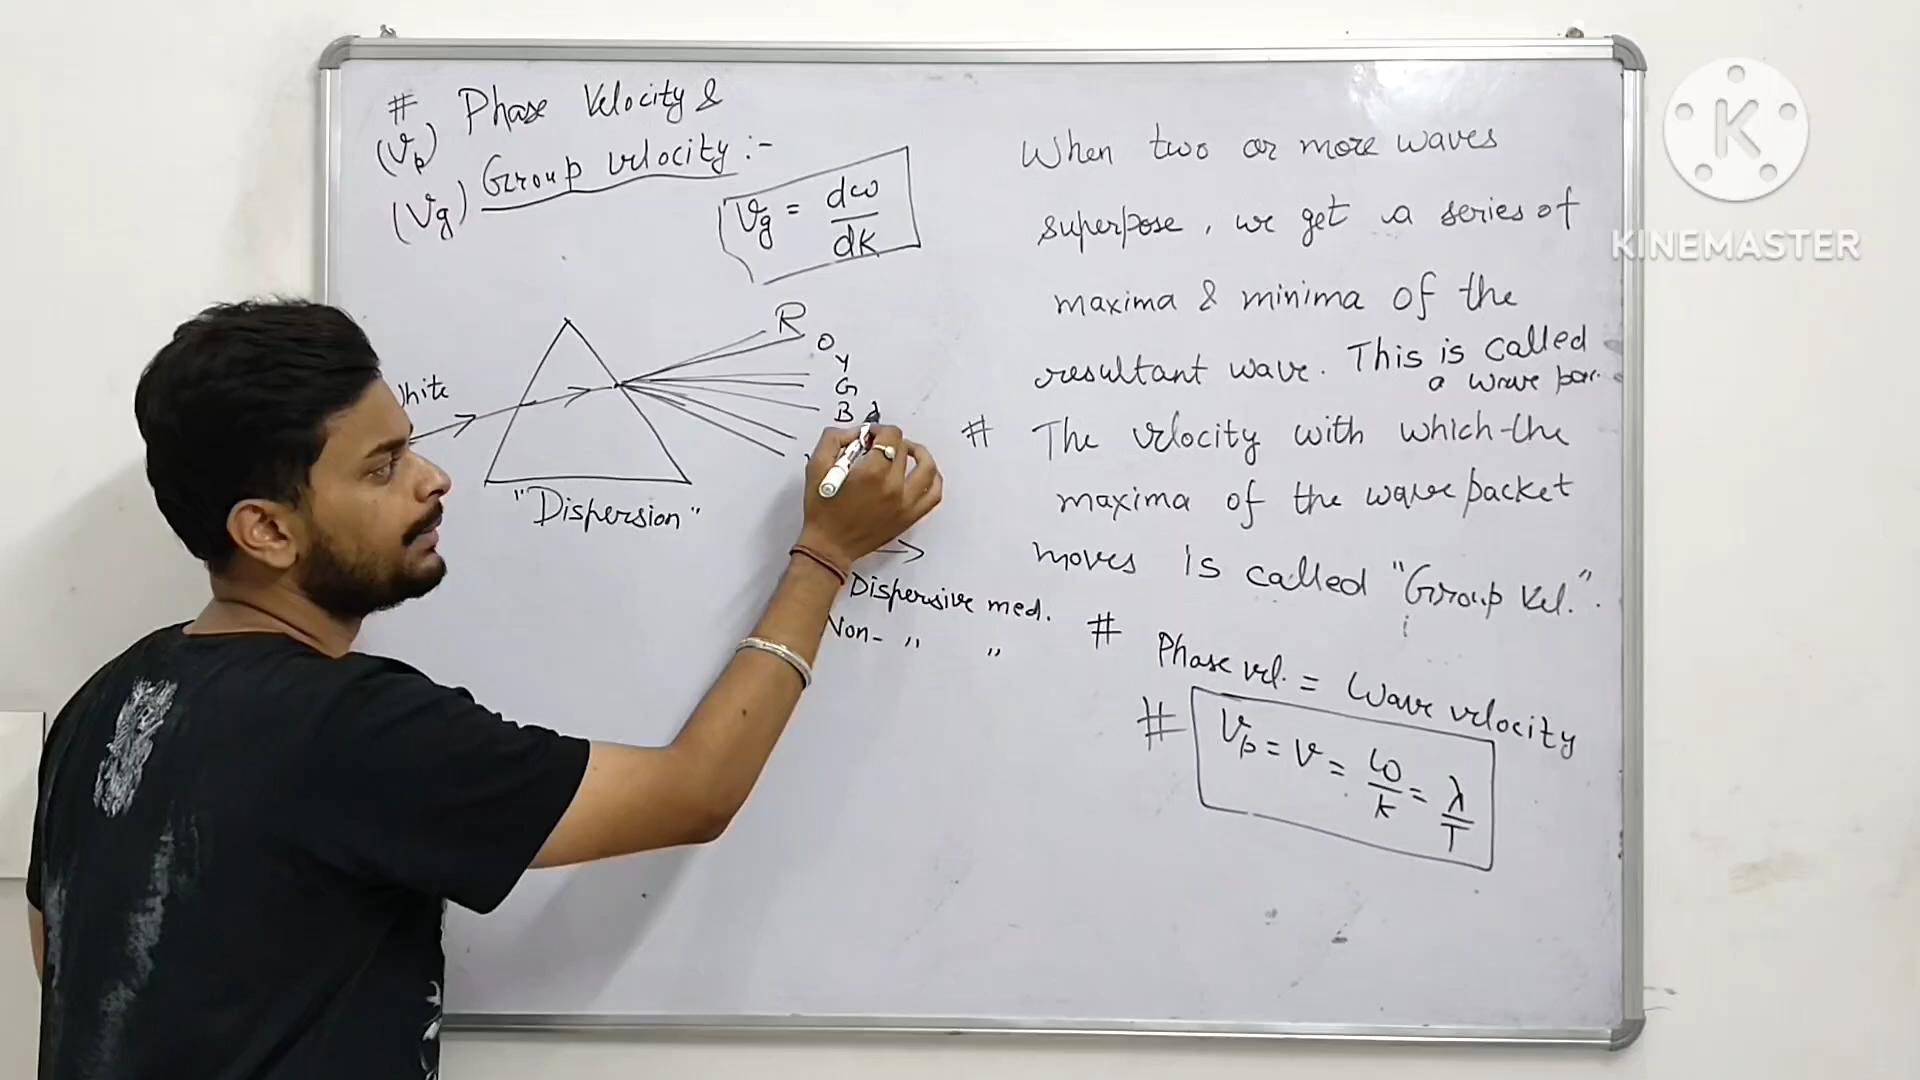 # Phase Velocity &
(Vp)
(Vg) Group velocity :-
Vg = dω/dK
White
R
O
Y
G
B λ
"Dispersion"
Dispersive med.
Non- " "
When two or more waves
superpose, we get a series of
maxima & minima of the
resultant wave. This is called
a wave pac.
# The velocity with which the
maxima of the wave packet
moves is called "Group Vel.".
# Phase vel. = Wave velocity
# Vp = v = ω/k = λ/T
K
KINEMASTER